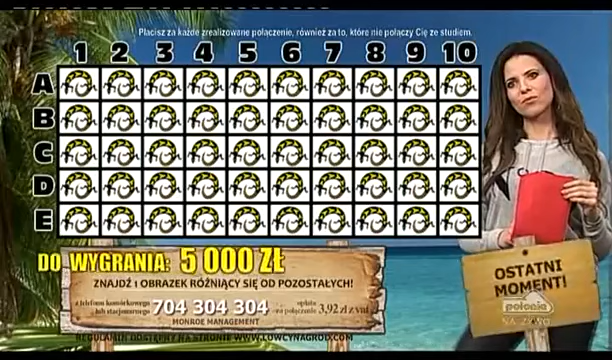 Płacisz za każde zrealizowane połączenie, również za to, które nie połączy Cię ze studiem.
1 2 3 4 5 6 7 8 9 10
A
B
C
D
E
DO WYGRANIA: 5 000 ZŁ
ZNAJDŹ 1 OBRAZEK RÓŻNIĄCY SIĘ OD POZOSTAŁYCH!
z telefonu komórkowego
lub stacjonarnego
704 304 304
opłata
za połączenie 3,92 zł z vat
MONROE MANAGEMENT
REGULAMIN DOSTĘPNY NA STRONIE WWW.LOWCYNAGROD.COM
OSTATNI
MOMENT!
polonia
NA ŻYWO